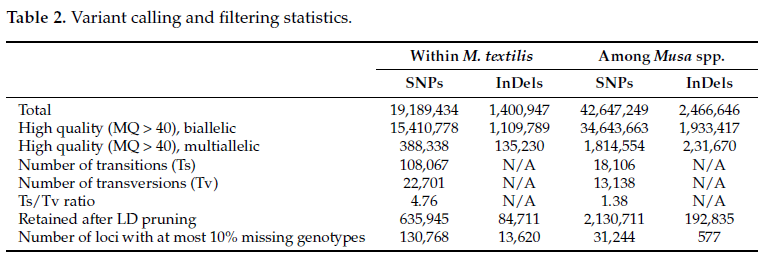 Table 2. Variant calling and filtering statistics.
Within M. textilis Among Musa spp.
SNPs InDels SNPs InDels
Total 19,189,434 1,400,947 42,647,249 2,466,646
High quality (MQ > 40), biallelic 15,410,778 1,109,789 34,643,663 1,933,417
High quality (MQ > 40), multiallelic 388,338 135,230 1,814,554 2,31,670
Number of transitions (Ts) 108,067 N/A 18,106 N/A
Number of transversions (Tv) 22,701 N/A 13,138 N/A
Ts/Tv ratio 4.76 N/A 1.38 N/A
Retained after LD pruning 635,945 84,711 2,130,711 192,835
Number of loci with at most 10% missing genotypes 130,768 13,620 31,244 577